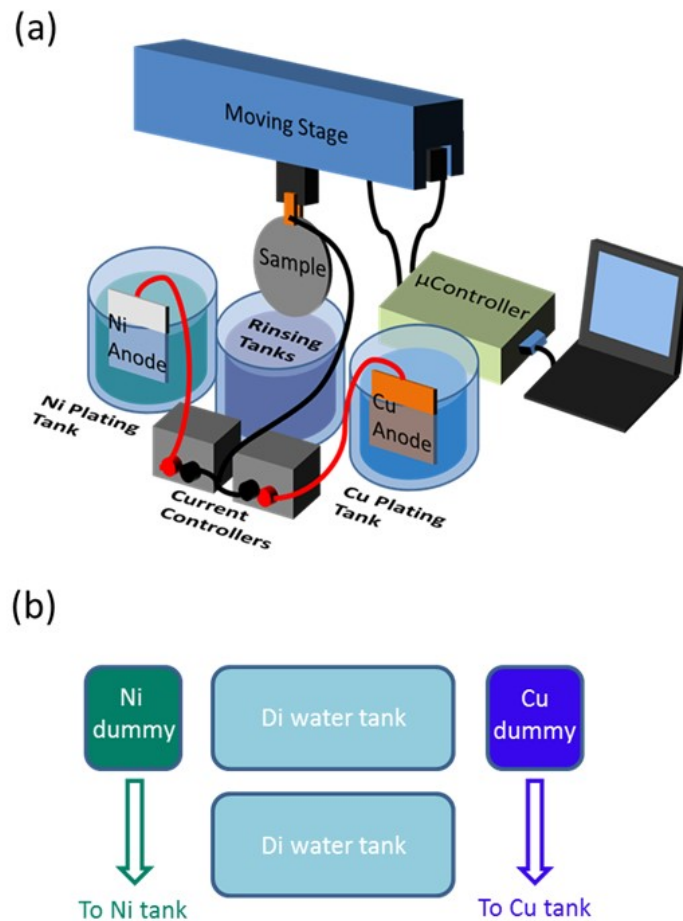 (a)
Moving Stage
Sample
μController
Ni
Anode
Rinsing
Tanks
Cu
Anode
Ni Plating
Tank
Current
Controllers
Cu Plating
Tank
(b)
Ni
dummy
Di water tank
Cu
dummy
Di water tank
To Ni tank
To Cu tank